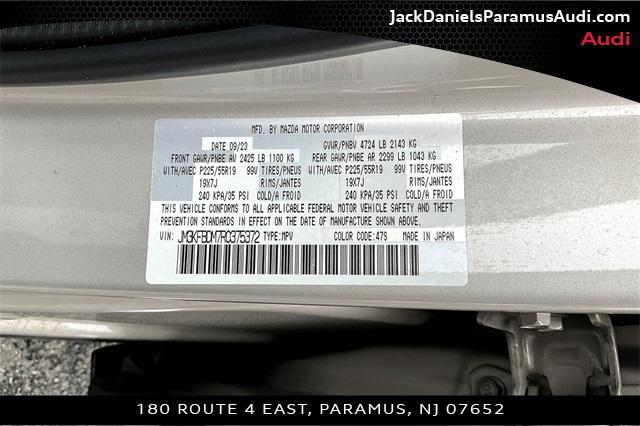 JackDanielsParamusAudi.com
Audi
MFD. BY MAZDA MOTOR CORPORATION
DATE 09/23 GVWR/PNBV 4724 LB 2143 KG
FRONT GAWR/PNBE AV 2425 LB 1100 KG REAR GAWR/PNBE AR 2299 LB 1043 KG
WITH/AVEC P225/55R19 99V TIRES/PNEUS WITH/AVEC P225/55R19 99V TIRES/PNEUS
19X7J RIMS/JANTES 19X7J RIMS/JANTES
240 KPA/35 PSI COLD/A FROID 240 KPA/35 PSI COLD/A FROID
THIS VEHICLE CONFORMS TO ALL APPLICABLE FEDERAL MOTOR VEHICLE SAFETY AND THEFT
PREVENTION STANDARDS IN EFFECT ON THE DATE OF MANUFACTURE SHOWN ABOVE.
VIN: JM3KFBDM7R0375372 TYPE:MPV COLOR CODE:47S MADE IN JAPAN
180 ROUTE 4 EAST, PARAMUS, NJ 07652